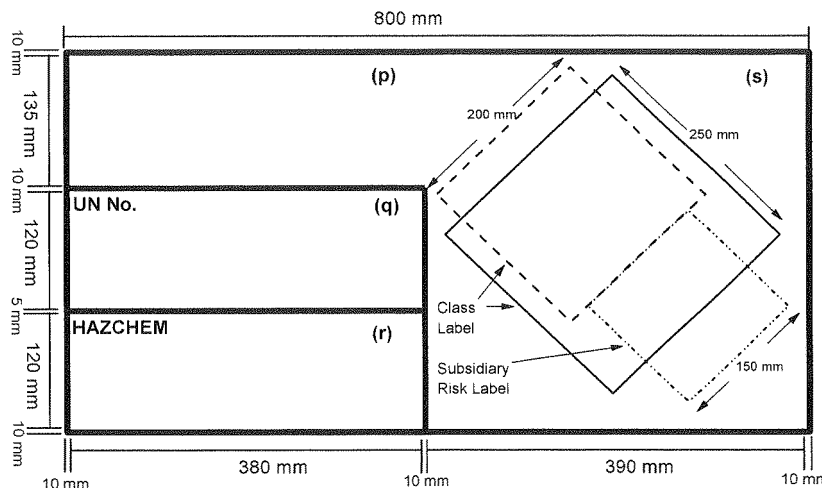 800 mm
10 mm
(p)
(s)
135 mm
200 mm
250 mm
10 mm
UN No.
(q)
120 mm
5 mm
Class
Label
HAZCHEM
(r)
120 mm
Subsidiary
Risk Label
150 mm
10 mm
380 mm
390 mm
10 mm
10 mm
10 mm